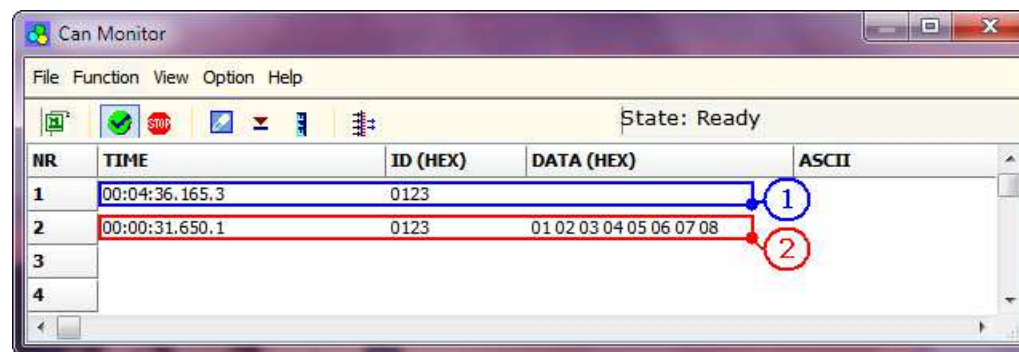 Can Monitor
File Function View Option Help
STOP State: Ready
NR TIME ID (HEX) DATA (HEX) ASCII
1 00:04:36.165.3 0123 1
2 00:00:31.650.1 0123 01 02 03 04 05 06 07 08 2
3
4